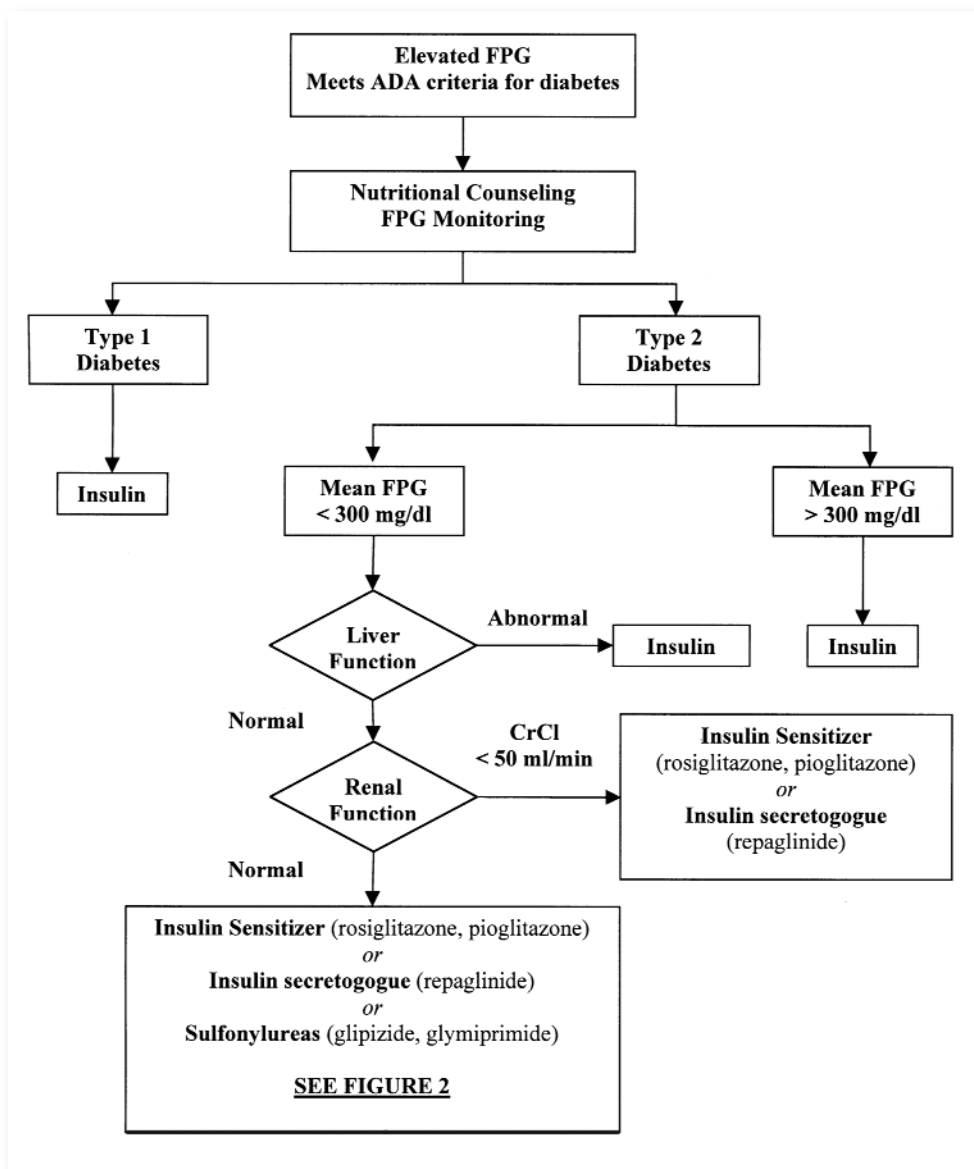 Elevated FPG
Meets ADA criteria for diabetes
Nutritional Counseling
FPG Monitoring
Type 1
Diabetes
Type 2
Diabetes
Insulin
Mean FPG
< 300 mg/dl
Mean FPG
> 300 mg/dl
Liver
Function
Abnormal
Insulin
Insulin
Normal
Renal
Function
CrCl
< 50 ml/min
Insulin Sensitizer
(rosiglitazone, pioglitazone)
or
Insulin secretogogue
(repaglinide)
Normal
Insulin Sensitizer (rosiglitazone, pioglitazone)
or
Insulin secretogogue (repaglinide)
or
Sulfonylureas (glipizide, glymiprimide)
SEE FIGURE 2